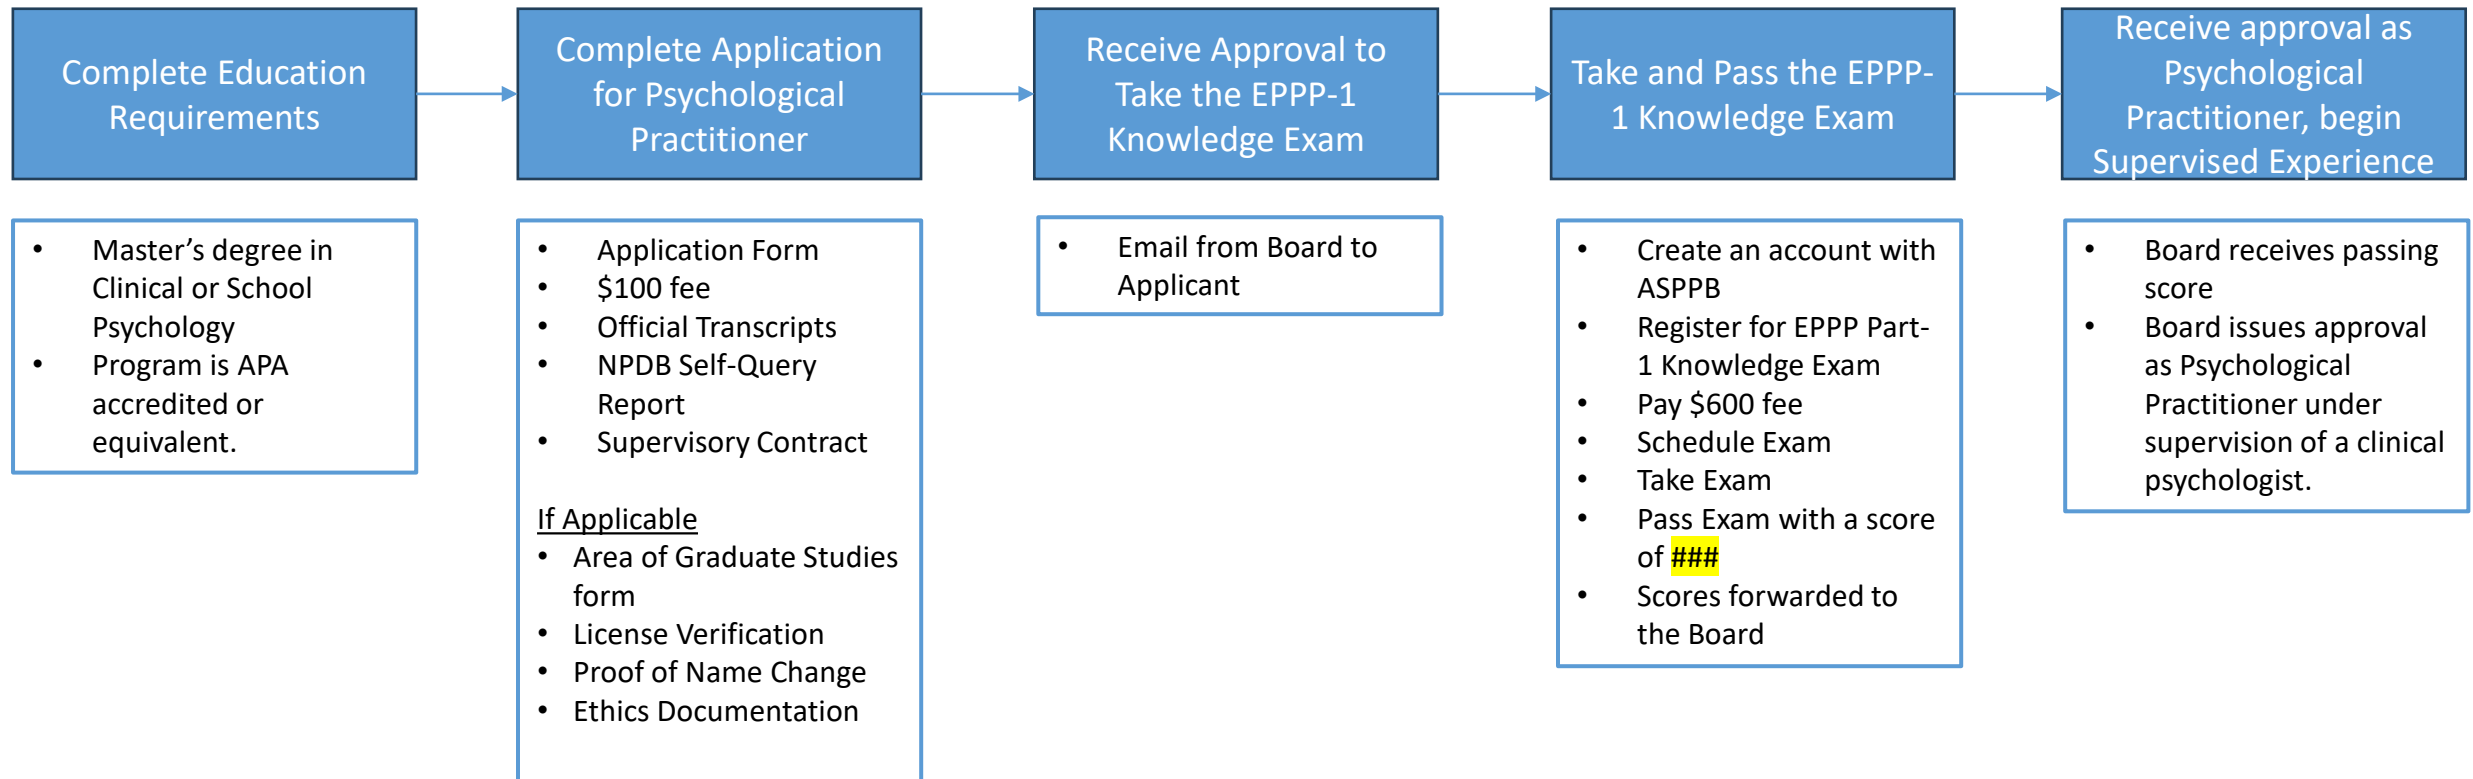 Complete Education
Requirements
Complete Application
for Psychological
Practitioner
Receive Approval to
Take the EPPP-1
Knowledge Exam
Take and Pass the EPPP-
1 Knowledge Exam
Receive approval as
Psychological
Practitioner, begin
Supervised Experience
• Master’s degree in
Clinical or School
Psychology
• Program is APA
accredited or
equivalent.
• Application Form
• $100 fee
• Official Transcripts
• NPDB Self-Query
Report
• Supervisory Contract
If Applicable
• Area of Graduate Studies
form
• License Verification
• Proof of Name Change
• Ethics Documentation
• Email from Board to
Applicant
• Create an account with
ASPPB
• Register for EPPP Part-
1 Knowledge Exam
• Pay $600 fee
• Schedule Exam
• Take Exam
• Pass Exam with a score
of ###
• Scores forwarded to
the Board
• Board receives passing
score
• Board issues approval
as Psychological
Practitioner under
supervision of a clinical
psychologist.